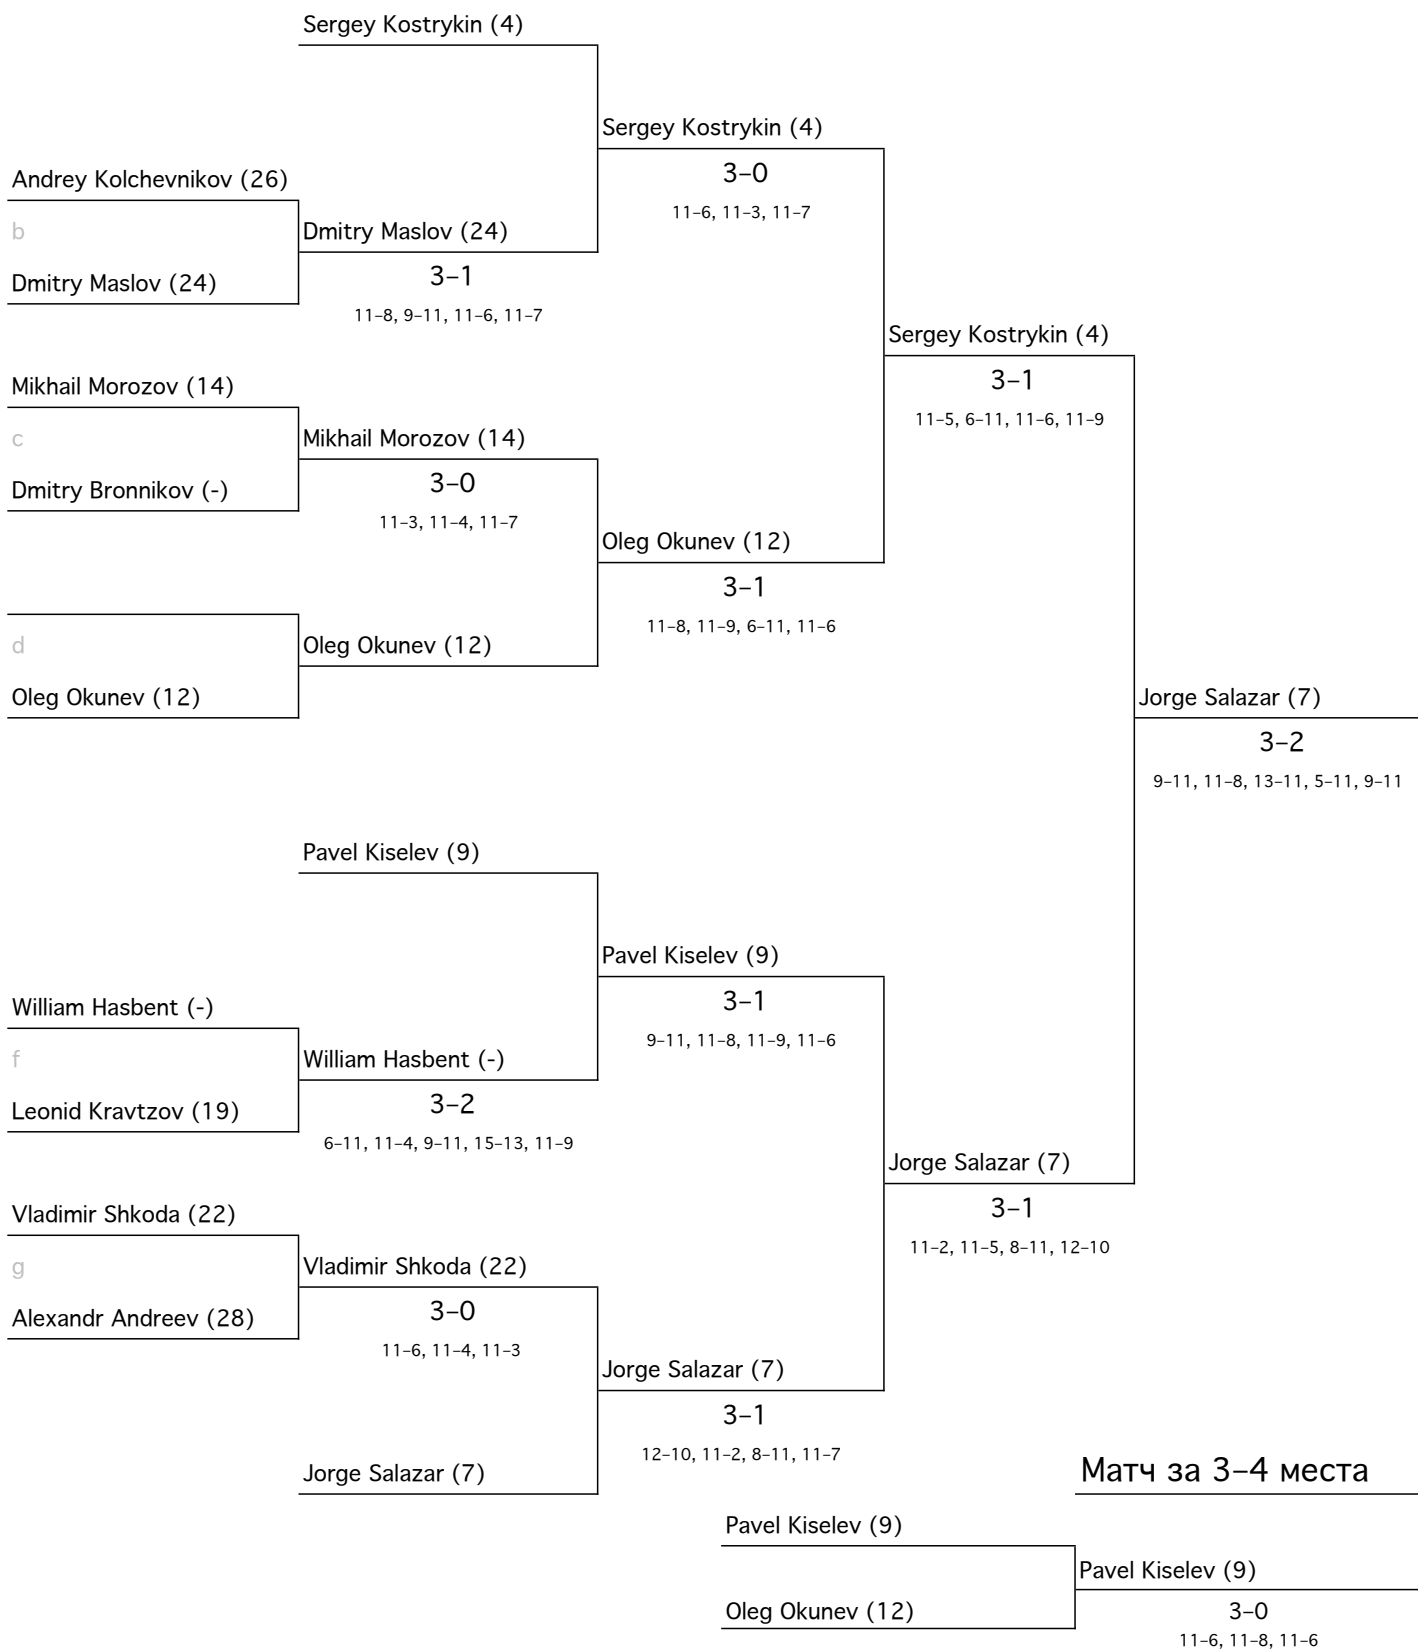 Sergey Kostrykin (4)
Sergey Kostrykin (4)
3–0
Andrey Kolchevnikov (26)
11–6, 11–3, 11–7
b
Dmitry Maslov (24)
3–1
Dmitry Maslov (24)
11–8, 9–11, 11–6, 11–7
Sergey Kostrykin (4)
3–1
Mikhail Morozov (14)
11–5, 6–11, 11–6, 11–9
c
Mikhail Morozov (14)
3–0
Dmitry Bronnikov (-)
11–3, 11–4, 11–7
Oleg Okunev (12)
3–1
11–8, 11–9, 6–11, 11–6
d
Oleg Okunev (12)
Oleg Okunev (12)
Jorge Salazar (7)
3–2
9–11, 11–8, 13–11, 5–11, 9–11
Pavel Kiselev (9)
Pavel Kiselev (9)
3–1
William Hasbent (-)
9–11, 11–8, 11–9, 11–6
f
William Hasbent (-)
3–2
Leonid Kravtzov (19)
6–11, 11–4, 9–11, 15–13, 11–9
Jorge Salazar (7)
3–1
Vladimir Shkoda (22)
11–2, 11–5, 8–11, 12–10
g
Vladimir Shkoda (22)
3–0
Alexandr Andreev (28)
11–6, 11–4, 11–3
Jorge Salazar (7)
3–1
12–10, 11–2, 8–11, 11–7
Jorge Salazar (7)
Матч за 3–4 места
Pavel Kiselev (9)
Pavel Kiselev (9)
Oleg Okunev (12)
3–0
11–6, 11–8, 11–6